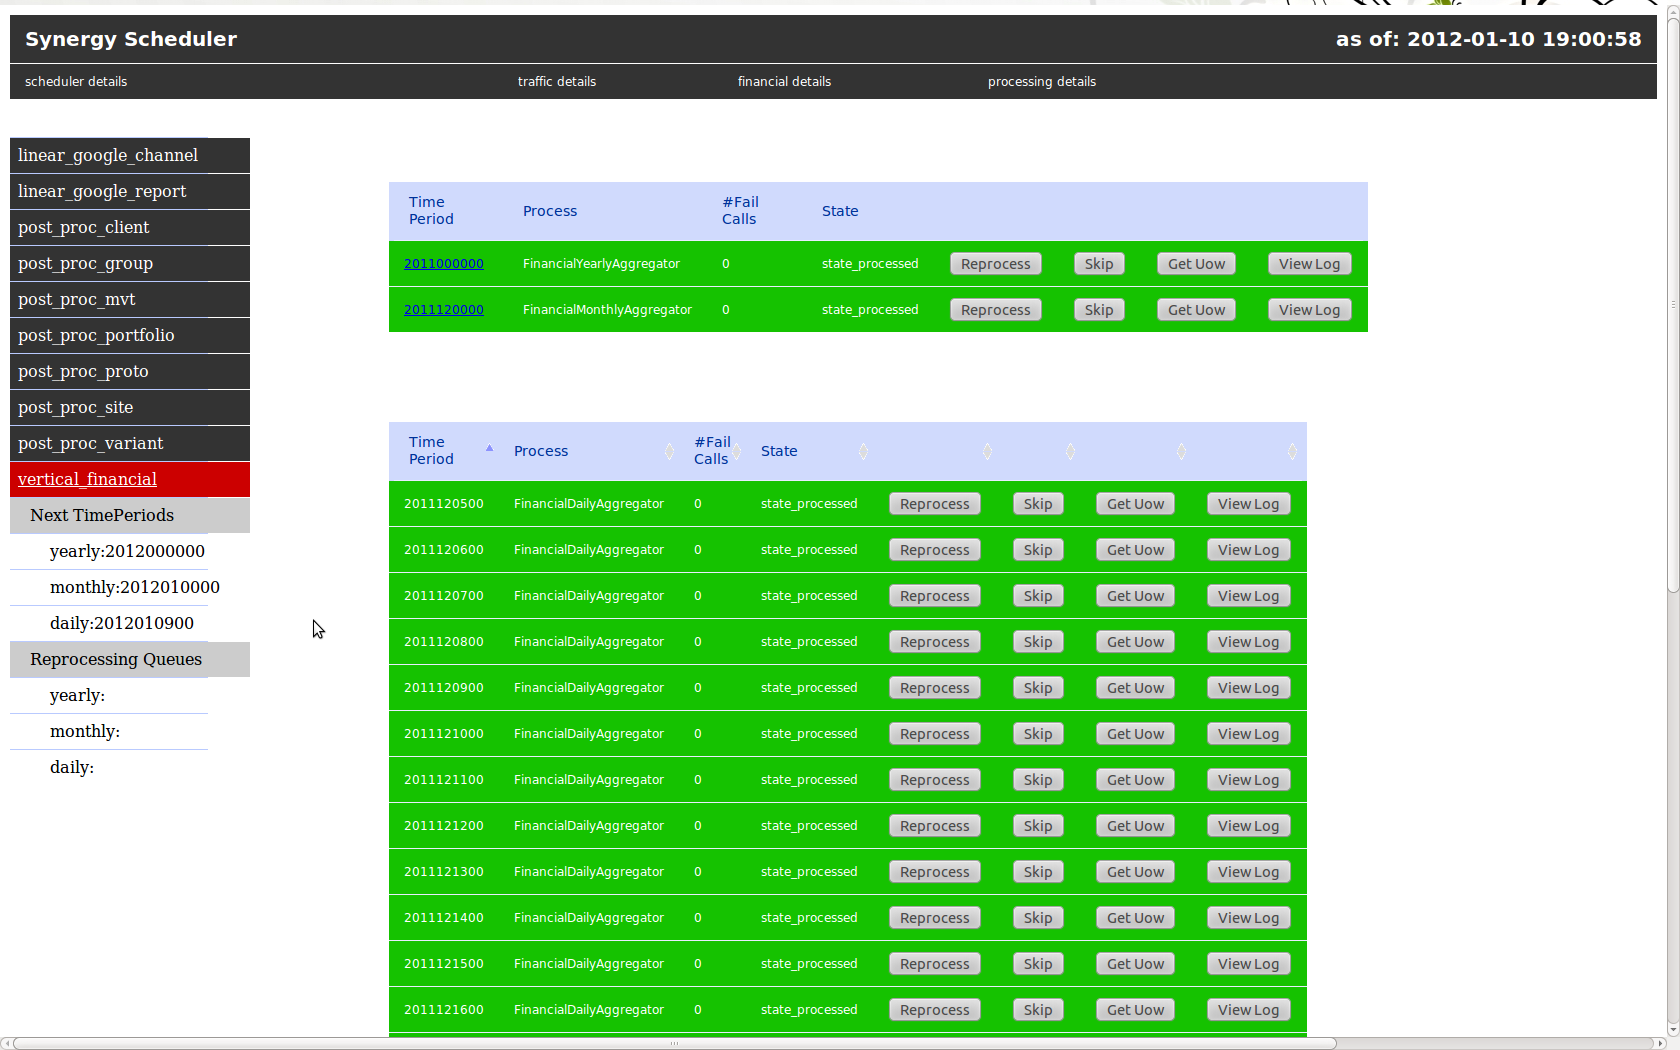 Synergy Scheduler
as of: 2012-01-10 19:00:58
scheduler details traffic details financial details processing details
linear_google_channel
linear_google_report
post_proc_client
post_proc_group
post_proc_mvt
post_proc_portfolio
post_proc_proto
post_proc_site
post_proc_variant
vertical_financial
Next TimePeriods
yearly:2012000000
monthly:2012010000
daily:2012010900
Reprocessing Queues
yearly:
monthly:
daily:
Time Period Process #Fail Calls State
2011000000 FinancialYearlyAggregator 0 state_processed Reprocess Skip Get Uow View Log
2011120000 FinancialMonthlyAggregator 0 state_processed Reprocess Skip Get Uow View Log
Time Period Process #Fail Calls State
2011120500 FinancialDailyAggregator 0 state_processed Reprocess Skip Get Uow View Log
2011120600 FinancialDailyAggregator 0 state_processed Reprocess Skip Get Uow View Log
2011120700 FinancialDailyAggregator 0 state_processed Reprocess Skip Get Uow View Log
2011120800 FinancialDailyAggregator 0 state_processed Reprocess Skip Get Uow View Log
2011120900 FinancialDailyAggregator 0 state_processed Reprocess Skip Get Uow View Log
2011121000 FinancialDailyAggregator 0 state_processed Reprocess Skip Get Uow View Log
2011121100 FinancialDailyAggregator 0 state_processed Reprocess Skip Get Uow View Log
2011121200 FinancialDailyAggregator 0 state_processed Reprocess Skip Get Uow View Log
2011121300 FinancialDailyAggregator 0 state_processed Reprocess Skip Get Uow View Log
2011121400 FinancialDailyAggregator 0 state_processed Reprocess Skip Get Uow View Log
2011121500 FinancialDailyAggregator 0 state_processed Reprocess Skip Get Uow View Log
2011121600 FinancialDailyAggregator 0 state_processed Reprocess Skip Get Uow View Log